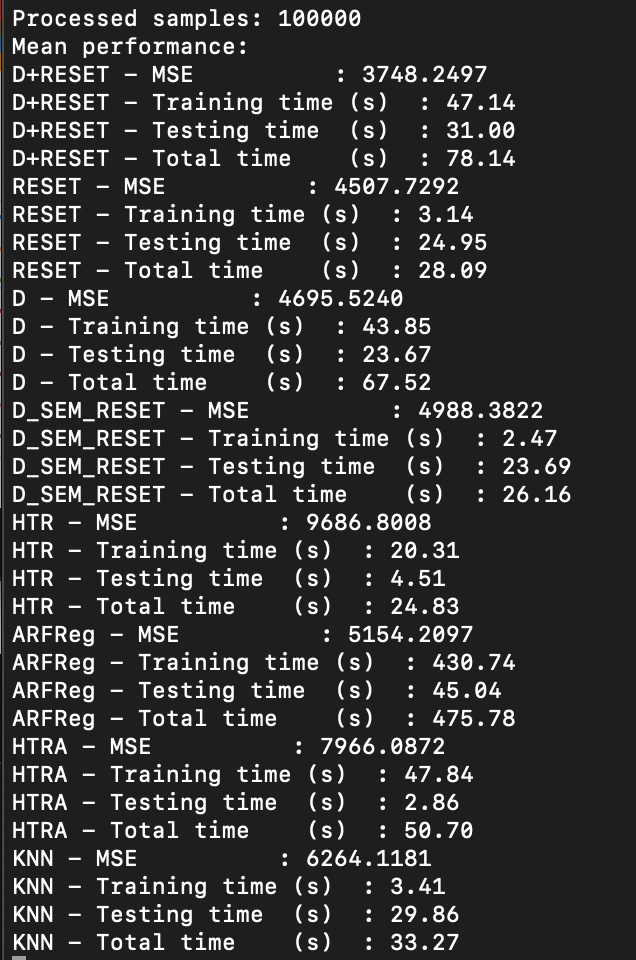 Processed samples: 100000
Mean performance:
D+RESET - MSE          : 3748.2497
D+RESET - Training time (s)  : 47.14
D+RESET - Testing time  (s)  : 31.00
D+RESET - Total time    (s)  : 78.14
RESET - MSE          : 4507.7292
RESET - Training time (s)  : 3.14
RESET - Testing time  (s)  : 24.95
RESET - Total time    (s)  : 28.09
D - MSE          : 4695.5240
D - Training time (s)  : 43.85
D - Testing time  (s)  : 23.67
D - Total time    (s)  : 67.52
D_SEM_RESET - MSE          : 4988.3822
D_SEM_RESET - Training time (s)  : 2.47
D_SEM_RESET - Testing time  (s)  : 23.69
D_SEM_RESET - Total time    (s)  : 26.16
HTR - MSE          : 9686.8008
HTR - Training time (s)  : 20.31
HTR - Testing time  (s)  : 4.51
HTR - Total time    (s)  : 24.83
ARFReg - MSE          : 5154.2097
ARFReg - Training time (s)  : 430.74
ARFReg - Testing time  (s)  : 45.04
ARFReg - Total time    (s)  : 475.78
HTRA - MSE          : 7966.0872
HTRA - Training time (s)  : 47.84
HTRA - Testing time  (s)  : 2.86
HTRA - Total time    (s)  : 50.70
KNN - MSE          : 6264.1181
KNN - Training time (s)  : 3.41
KNN - Testing time  (s)  : 29.86
KNN - Total time    (s)  : 33.27